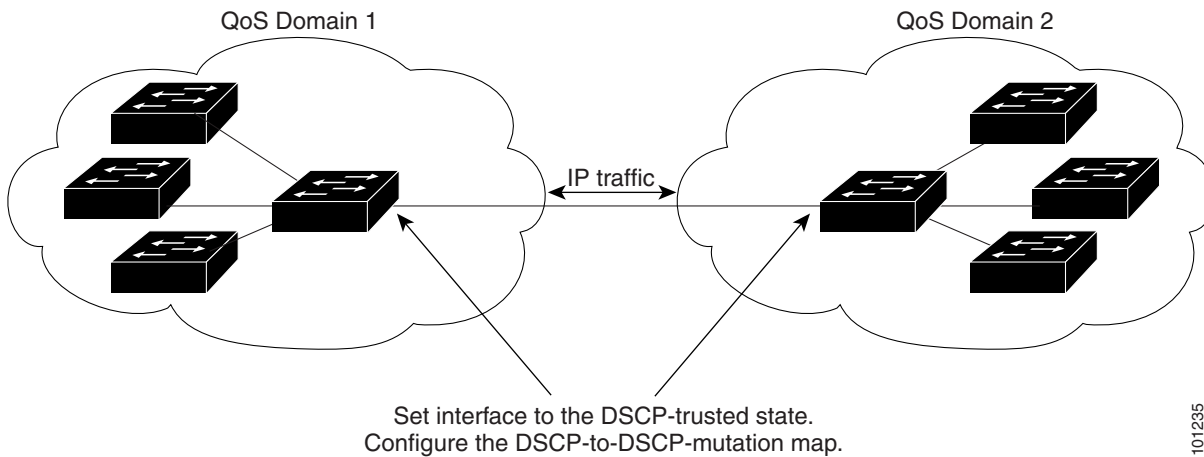 QoS Domain 1
QoS Domain 2
IP traffic
Set interface to the DSCP-trusted state.
Configure the DSCP-to-DSCP-mutation map.
101235